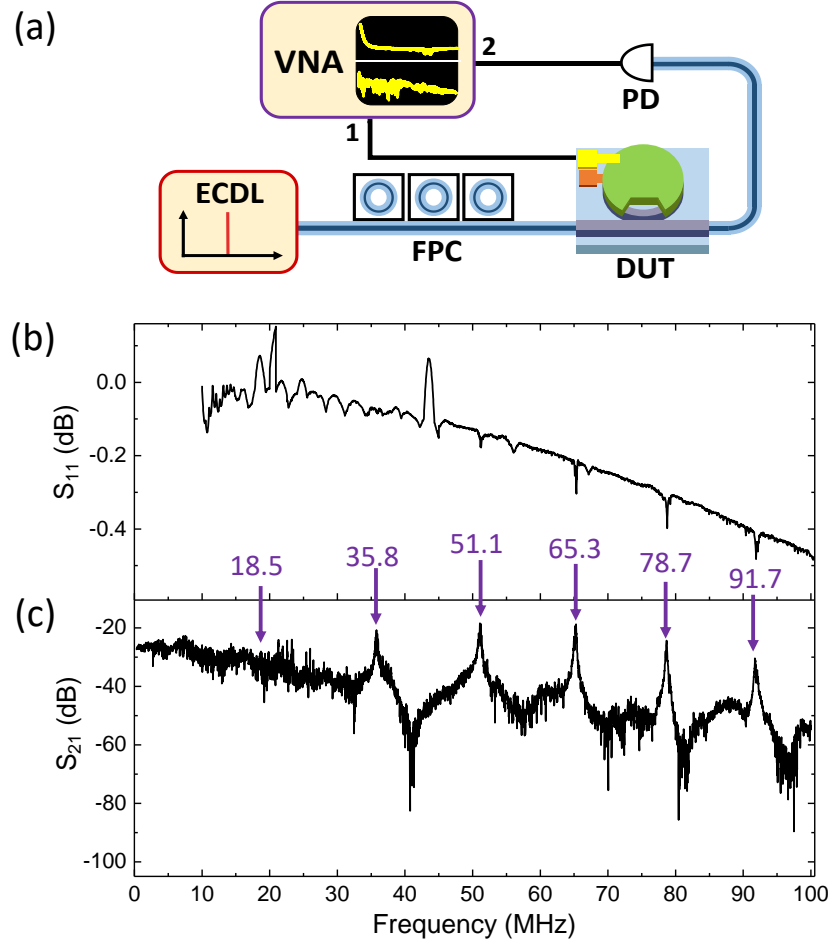 (a)
VNA
2
1
PD
ECDL
FPC
DUT
(b)
S11 (dB)
0.0
-0.2
-0.4
18.5
35.8
51.1
65.3
78.7
91.7
(c)
S21 (dB)
-20
-40
-60
-80
-100
0 10 20 30 40 50 60 70 80 90 100
Frequency (MHz)